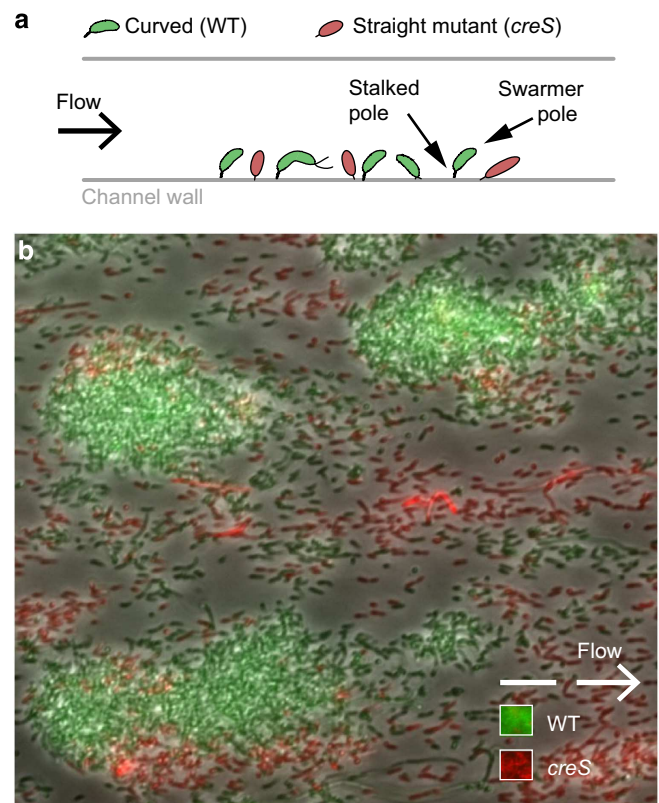 a
Curved (WT)
Straight mutant (creS)
Flow
Stalked
pole
Swarmer
pole
Channel wall
b
Flow
WT
creS